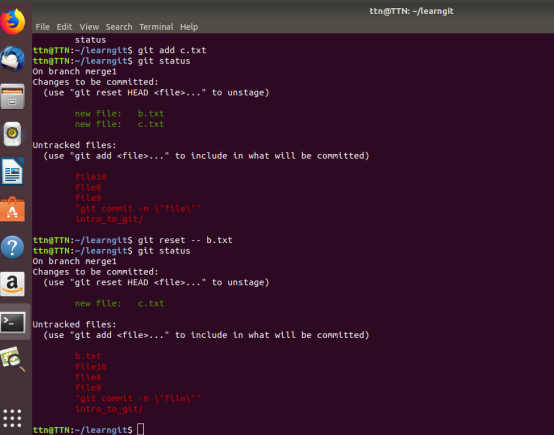 ttn@TTN: ~/learngit
File Edit View Search Terminal Help
status
ttn@TTN:~/learngit$ git add c.txt
ttn@TTN:~/learngit$ git status
On branch merge1
Changes to be committed:
(use "git reset HEAD <file>..." to unstage)
new file: b.txt
new file: c.txt
Untracked files:
(use "git add <file>..." to include in what will be committed)
file10
file8
file9
"git commit -m \"file\""
intro_to_git/
ttn@TTN:~/learngit$ git reset -- b.txt
ttn@TTN:~/learngit$ git status
On branch merge1
Changes to be committed:
(use "git reset HEAD <file>..." to unstage)
new file: c.txt
Untracked files:
(use "git add <file>..." to include in what will be committed)
b.txt
file10
file8
file9
"git commit -m \"file\""
intro_to_git/
ttn@TTN:~/learngit$